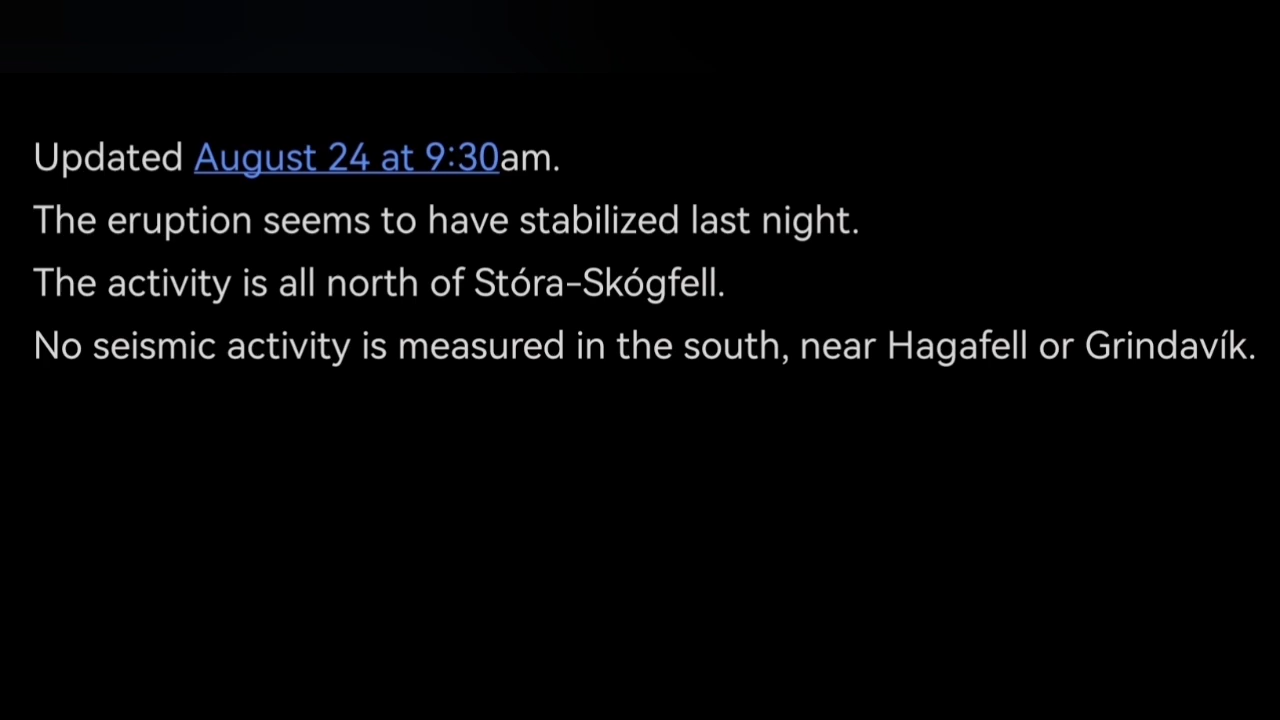 Updated August 24 at 9:30am.
The eruption seems to have stabilized last night.
The activity is all north of Stóra-Skógfell.
No seismic activity is measured in the south, near Hagafell or Grindavík.